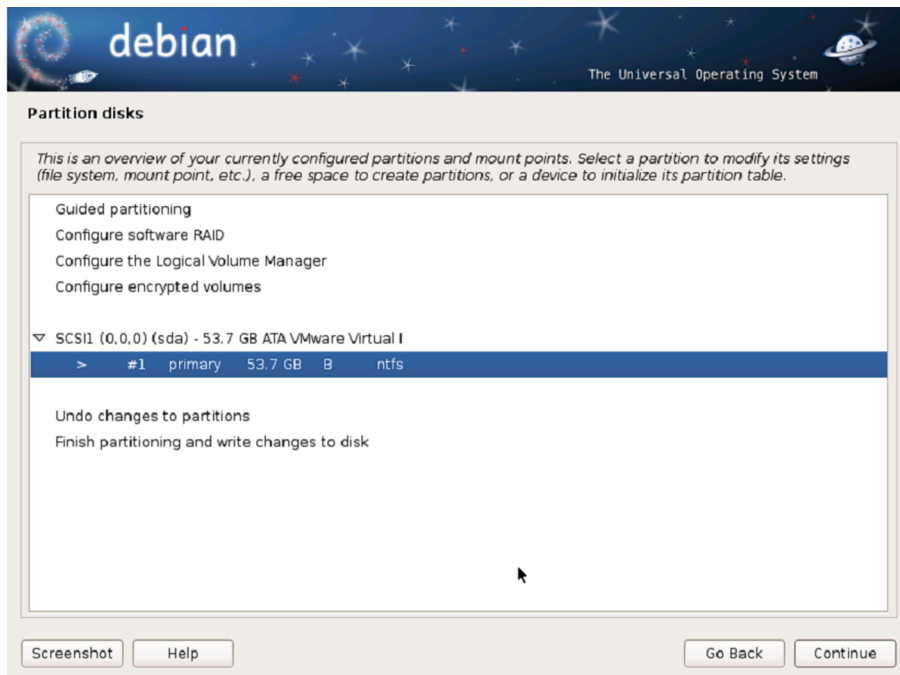 debian
The Universal Operating System
Partition disks
This is an overview of your currently configured partitions and mount points. Select a partition to modify its settings
(file system, mount point, etc.), a free space to create partitions, or a device to initialize its partition table.
Guided partitioning
Configure software RAID
Configure the Logical Volume Manager
Configure encrypted volumes
SCSI1 (0,0,0) (sda) - 53.7 GB ATA VMware Virtual I
> #1 primary 53.7 GB B ntfs
Undo changes to partitions
Finish partitioning and write changes to disk
Screenshot Help Go Back Continue